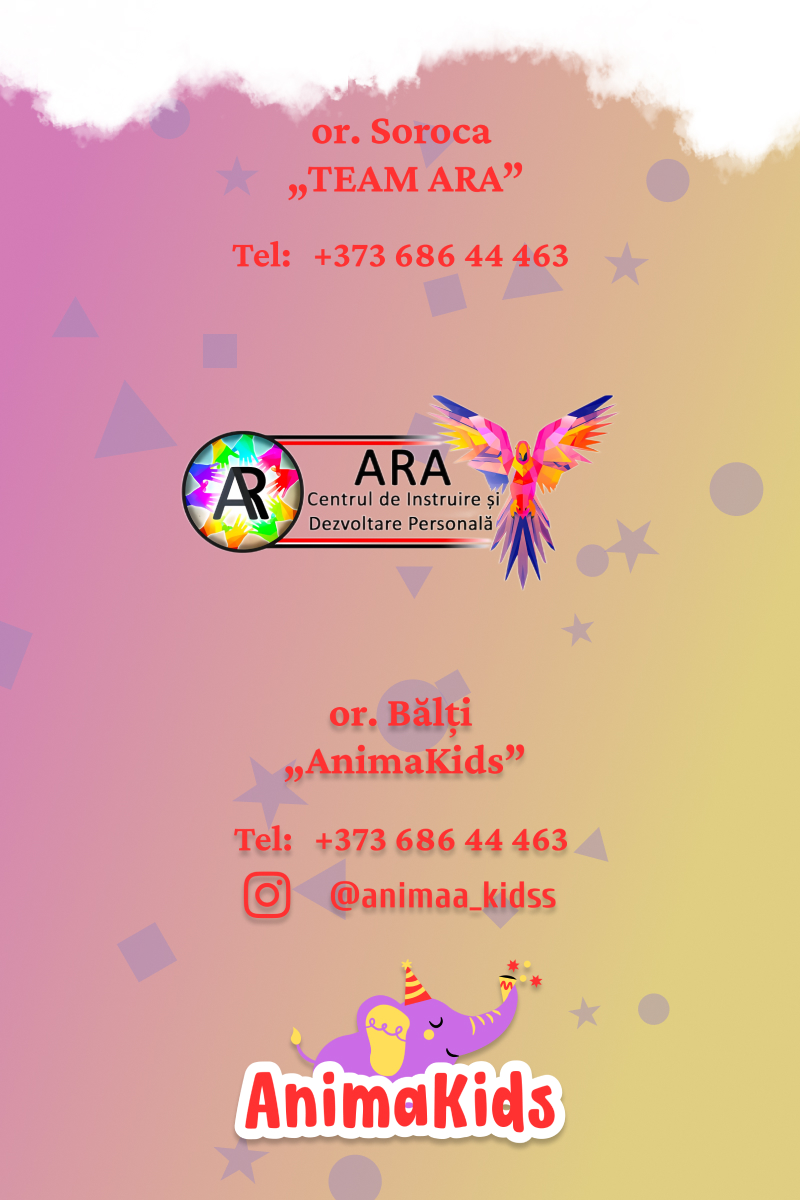 or. Soroca
„TEAM ARA”
Tel: +373 686 44 463
AR
ARA
Centrul de Instruire și
Dezvoltare Personală
or. Bălți
„AnimaKids”
Tel: +373 686 44 463
@animaa_kidss
AnimaKids